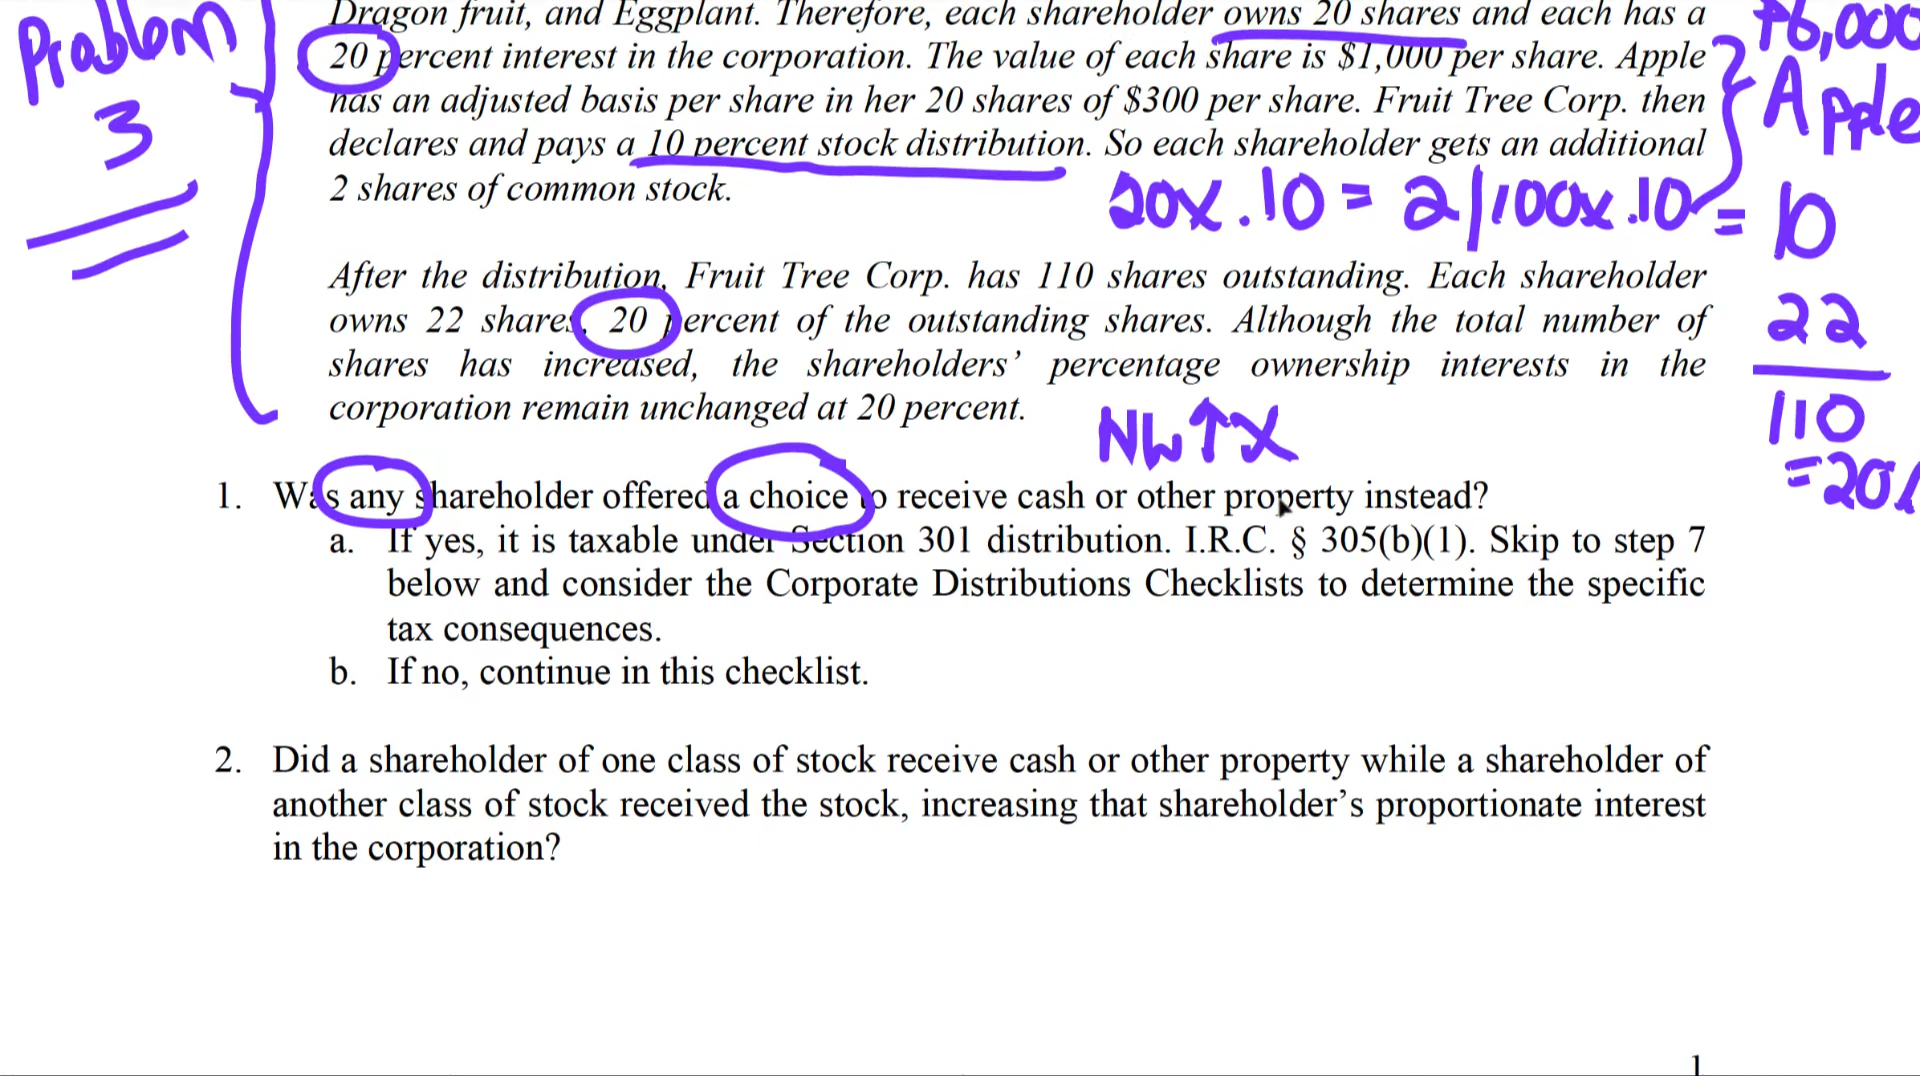 Problem
3
Dragon fruit, and Eggplant. Therefore, each shareholder owns 20 shares and each has a
20 percent interest in the corporation. The value of each share is $1,000 per share. Apple
has an adjusted basis per share in her 20 shares of $300 per share. Fruit Tree Corp. then
declares and pays a 10 percent stock distribution. So each shareholder gets an additional
2 shares of common stock.
6,000
Apple
20x.10=2|100x.10=10
After the distribution, Fruit Tree Corp. has 110 shares outstanding. Each shareholder
owns 22 shares, 20 percent of the outstanding shares. Although the total number of
shares has increased, the shareholders' percentage ownership interests in the
corporation remain unchanged at 20 percent.
22
110
=20%
NW↑X
1. Was any shareholder offered a choice to receive cash or other property instead?
a. If yes, it is taxable under Section 301 distribution. I.R.C. § 305(b)(1). Skip to step 7
below and consider the Corporate Distributions Checklists to determine the specific
tax consequences.
b. If no, continue in this checklist.
2. Did a shareholder of one class of stock receive cash or other property while a shareholder of
another class of stock received the stock, increasing that shareholder's proportionate interest
in the corporation?
1